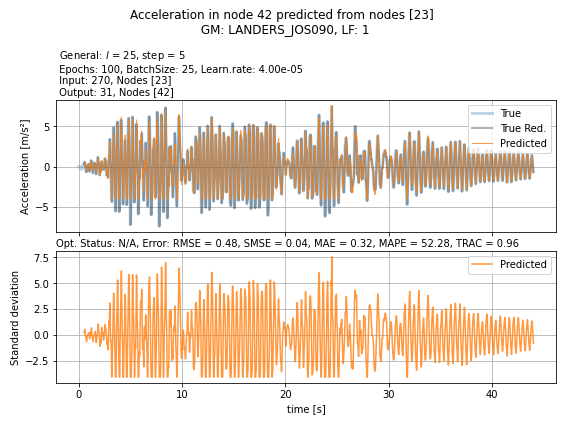 Acceleration in node 42 predicted from nodes [23]
GM: LANDERS_JOS090, LF: 1
General: l = 25, step = 5
Epochs: 100, BatchSize: 25, Learn.rate: 4.00e-05
Input: 270, Nodes [23]
Output: 31, Nodes [42]
Acceleration [m/s²]
5
0
−5
True
True Red.
Predicted
Opt. Status: N/A, Error: RMSE = 0.48, SMSE = 0.04, MAE = 0.32, MAPE = 52.28, TRAC = 0.96
Standard deviation
7.5
5.0
2.5
0.0
−2.5
Predicted
0 10 20 30 40
time [s]